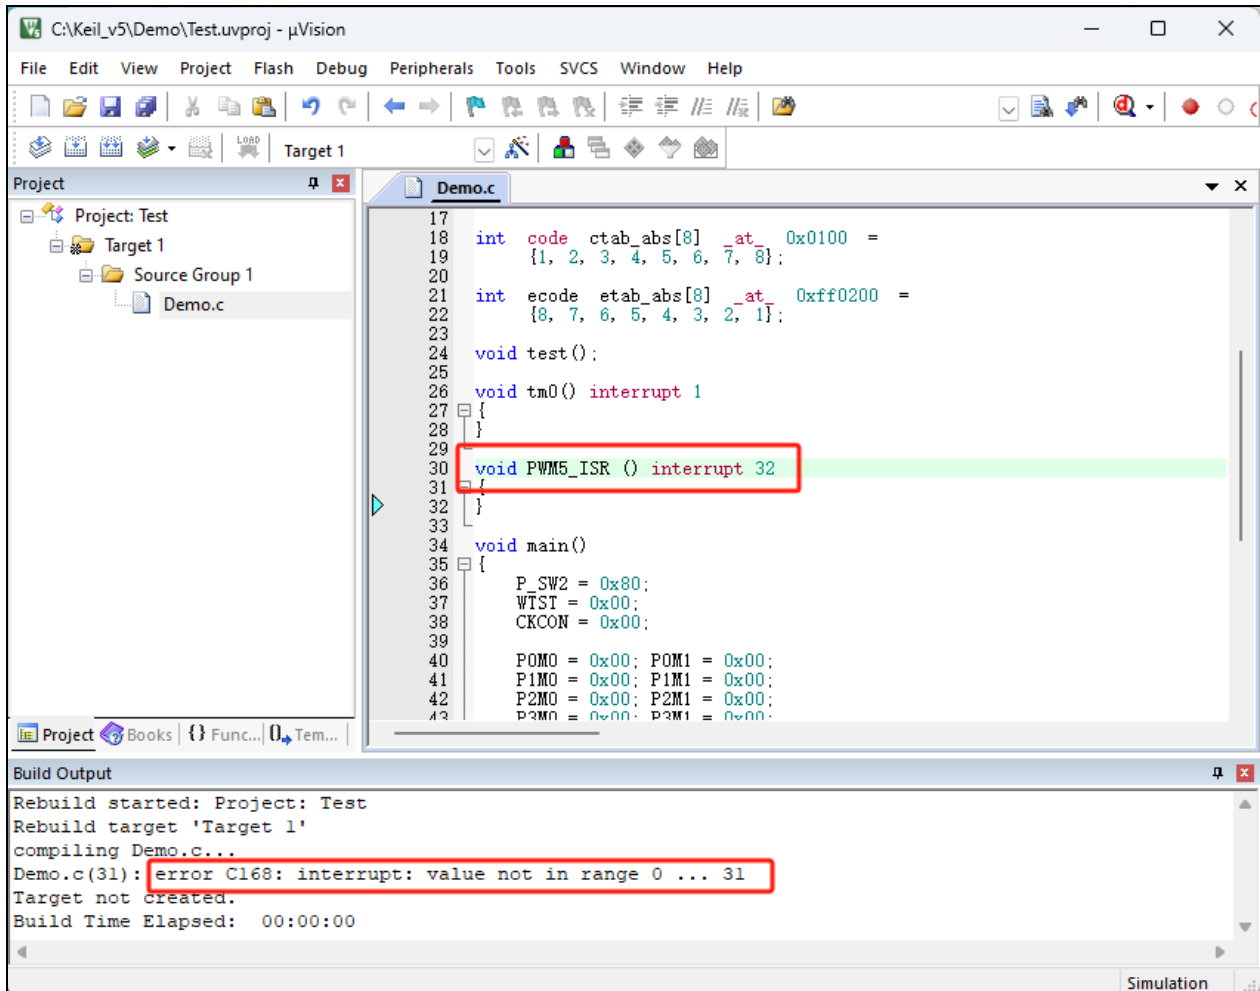 C:\Keil_v5\Demo\Test.uvproj - µVision
File Edit View Project Flash Debug Peripherals Tools SVCS Window Help
LOAD
Target 1
Project
Demo.c
Project: Test
Target 1
Source Group 1
Demo.c
17
18 int code ctab_abs[8] _at_ 0x0100 =
19 {1, 2, 3, 4, 5, 6, 7, 8};
20
21 int ecode etab_abs[8] _at_ 0xff0200 =
22 {8, 7, 6, 5, 4, 3, 2, 1};
23
24 void test();
25
26 void tm0() interrupt 1
27 {
28 }
29
30 void PWM5_ISR () interrupt 32
31 {
32 }
33
34 void main()
35 {
36 P_SW2 = 0x80;
37 WTST = 0x00;
38 CKCON = 0x00;
39
40 P0M0 = 0x00; P0M1 = 0x00;
41 P1M0 = 0x00; P1M1 = 0x00;
42 P2M0 = 0x00; P2M1 = 0x00;
43 P3M0 = 0x00; P3M1 = 0x00;
Project Books {} Func... 0 Tem...
Build Output
Rebuild started: Project: Test
Rebuild target 'Target 1'
compiling Demo.c...
Demo.c(31): error C168: interrupt: value not in range 0 ... 31
Target not created.
Build Time Elapsed: 00:00:00
Simulation